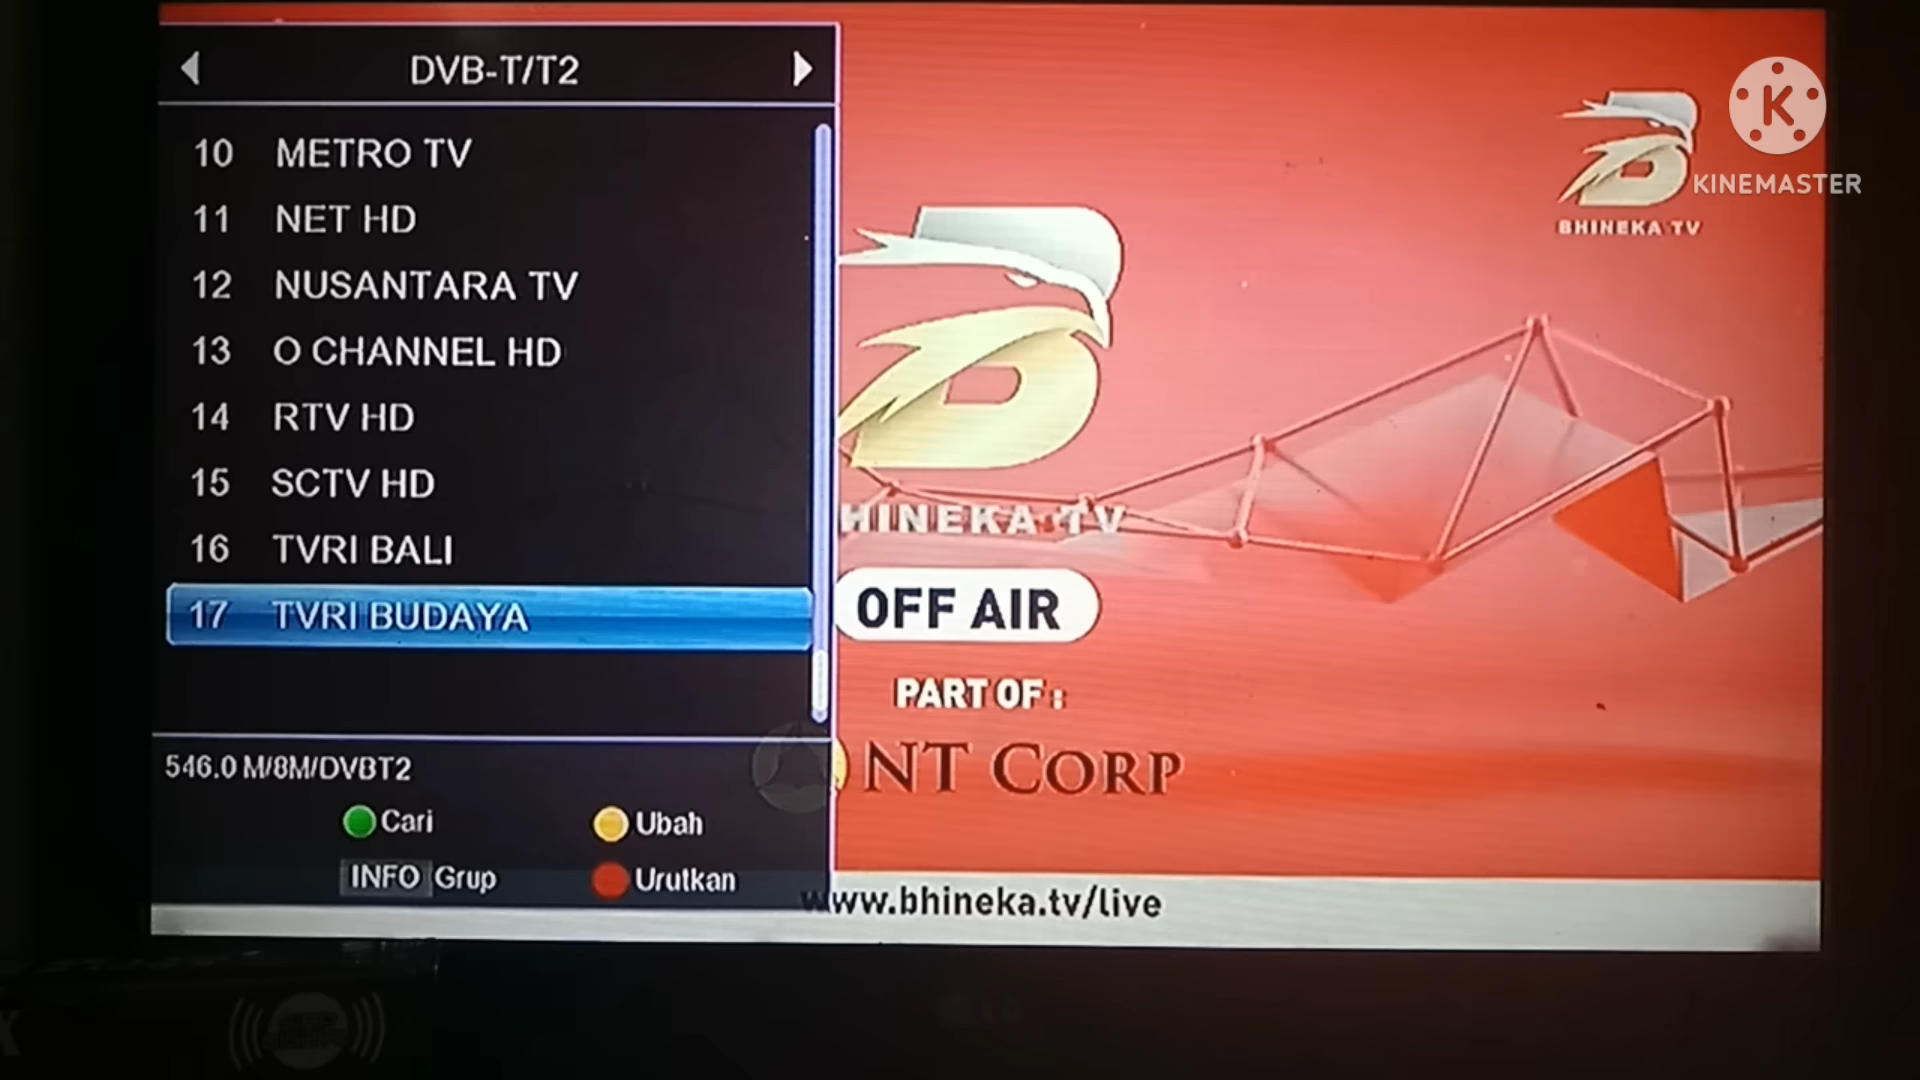 DVB-T/T2
10 METRO TV
11 NET HD
12 NUSANTARA TV
13 O CHANNEL HD
14 RTV HD
15 SCTV HD
16 TVRI BALI
17 TVRI BUDAYA
546.0 M/8M/DVBT2
Cari
Ubah
INFO Grup
Urutkan
KINEMASTER
BHINEKA TV
HINEKA TV
OFF AIR
PART OF :
NT CORP
www.bhineka.tv/live